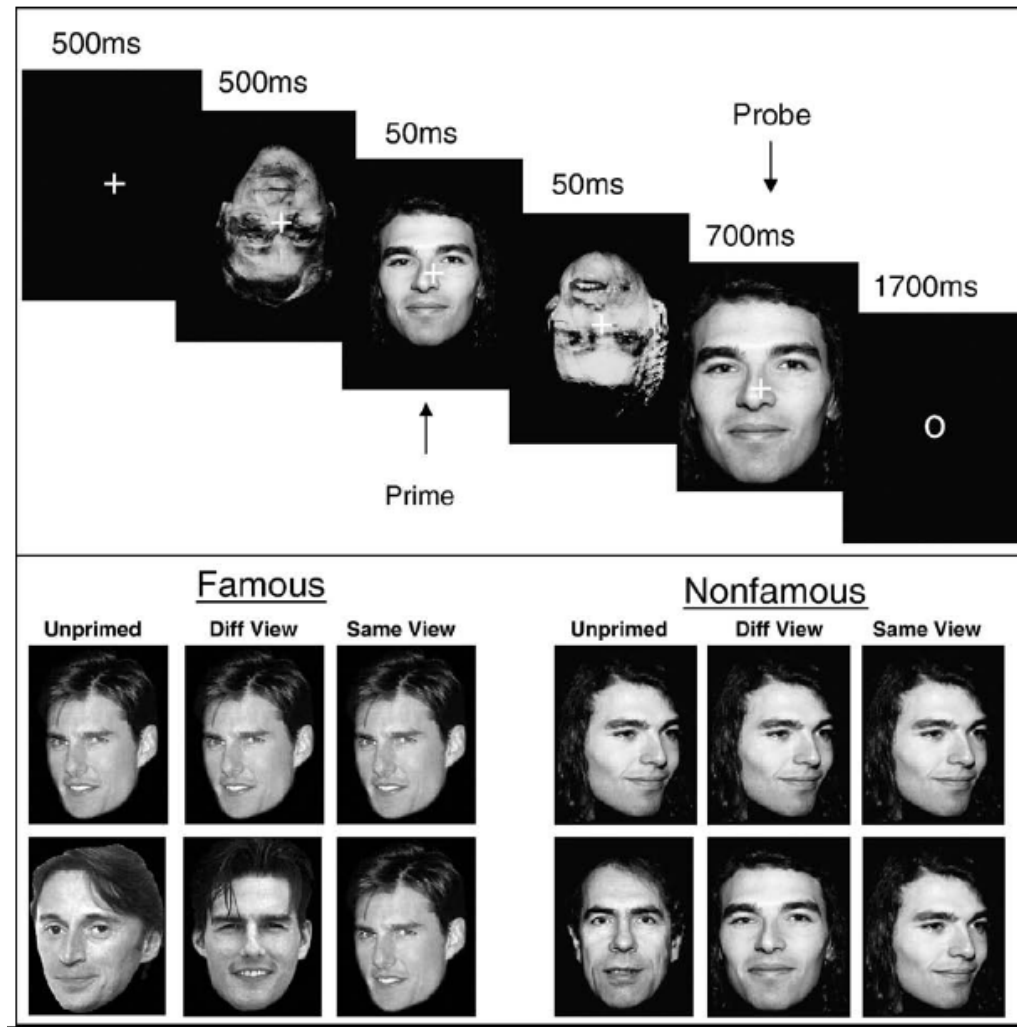 500ms
500ms
50ms
50ms
Probe
700ms
1700ms
O
Prime
Famous
Nonfamous
Unprimed Diff View Same View
Unprimed Diff View Same View